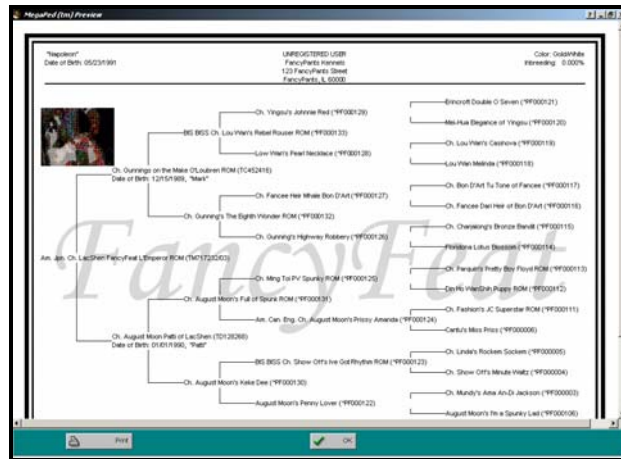 MegaPed (tm) Preview
"Napoleon"
Date of Birth: 05/23/1991
UNREGISTERED USER
FancyPants Kennels
123 FancyPants Street
FancyPants, IL 60000
Color: Gold/White
Inbreeding: 0.000%
Brincroft Double O Seven (*PF000121)
Ch. Yingsu's Johnnie Red (*PF000129)
Mei-Hua Elegance of Yingsu (*PF000120)
BIS BISS Ch. Lou Wan's Rebel Rouser ROM (*PF000133)
Ch. Lou Wan's Casanova (*PF000119)
Low Wan's Pearl Necklace (*PF000128)
Lou Wan Melinda (*PF000118)
Ch. Gunnings on the Make O'Loubren ROM (TC452416)
Date of Birth: 12/15/1989, "Mark"
Ch. Bon D'Art Tu Tone of Fancee (*PF000117)
Ch. Fancee Heir Whale Bon D'Art (*PF000127)
Ch. Fancee Dari Heir of Bon D'Art (*PF000116)
Ch. Gunning's The Eighth Wonder ROM (*PF000132)
Ch. Charjalong's Bronze Bandit (*PF000115)
Ch. Gunning's Highway Robbery (*PF000126)
Floridona Lotus Blossom (*PF000114)
FancyFeat
Am. Jpn. Ch. LacShen FancyFeat L'Emperor ROM (TM717232/03)
Ch. Parquin's Pretty Boy Floyd ROM (*PF000113)
Ch. Ming Toi PV Spunky ROM (*PF000125)
Din Ho WanShih Puppy ROM (*PF000112)
Ch. August Moon's Full of Spunk ROM (*PF000131)
Ch. Fashion's JC Superstar ROM (*PF000111)
Am. Can. Eng. Ch. August Moon's Prissy Amanda (*PF000124)
Cantu's Miss Priss (*PF000006)
Ch. August Moon Patti of LacShen (TD128266)
Date of Birth: 01/01/1990, "Patti"
Ch. Linda's Rockem Sockem (*PF000005)
BIS BISS Ch. Show Off's Ive Got Rhythm ROM (*PF000123)
Ch. Show Off's Minute Waltz (*PF000004)
Ch. August Moon's Keke Dee (*PF000130)
Ch. Mundy's Ama An-Di Jackson (*PF000003)
August Moon's Penny Lover (*PF000122)
August Moon's I'm a Spunky Lad (*PF000106)
Print
OK